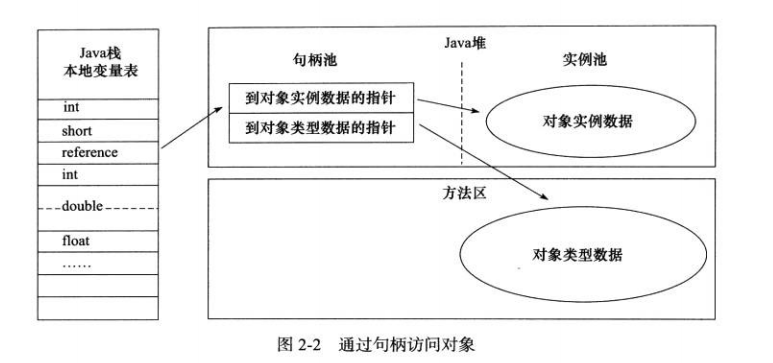 Java栈
本地变量表
int
short
reference
int
double
float
……
Java堆
句柄池
实例池
到对象实例数据的指针
到对象类型数据的指针
对象实例数据
方法区
对象类型数据
图 2-2 通过句柄访问对象